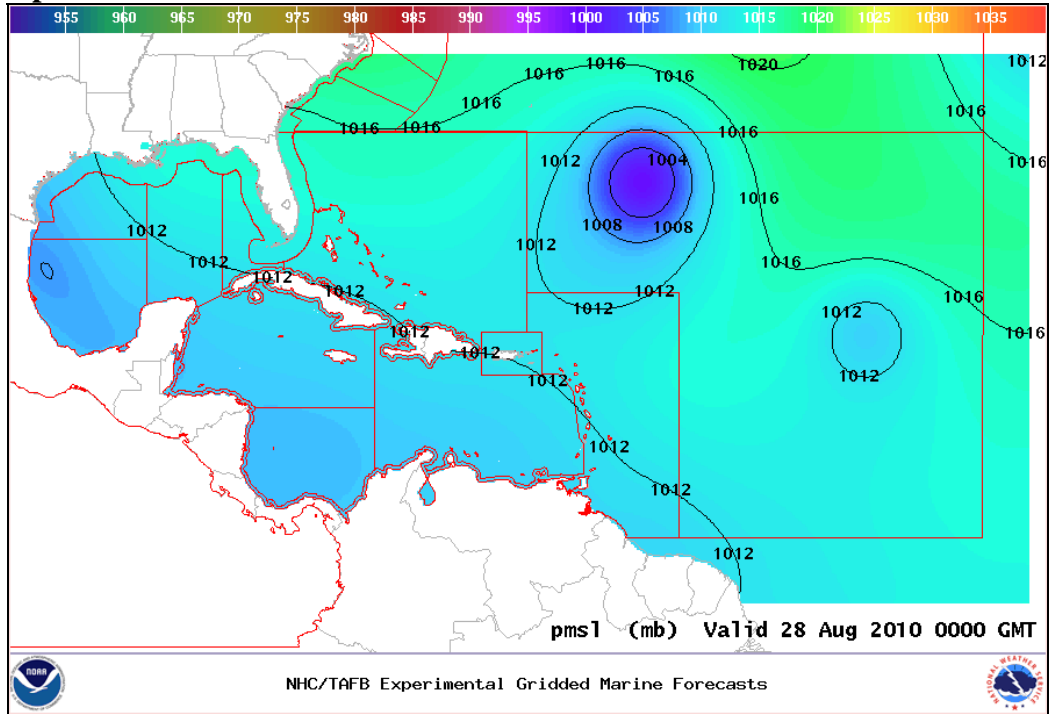 955 960 965 970 975 980 985 990 995 1000 1005 1010 1015 1020 1025 1030 1035
1016 1016 1016 1020 1012
1016 1016 1016
1016 1016 1016
1012 1004 1016
1016
1012 1008 1008
1012
1012 1016
1012 1012
1012 1012 1012 1016
1012 1012
1012 1016
1012
1012 1012
1012
1012
1012
pmsl (mb) Valid 28 Aug 2010 0000 GMT
NOAA
NHC/TAFB Experimental Gridded Marine Forecasts